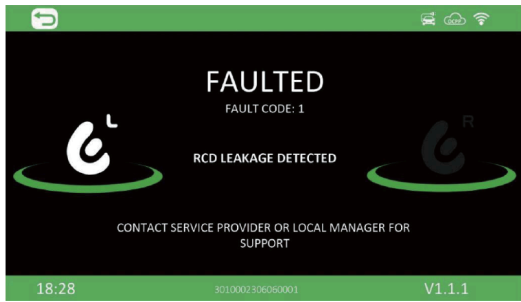 OCPP
FAULTED
FAULT CODE: 1
L
R
RCD LEAKAGE DETECTED
CONTACT SERVICE PROVIDER OR LOCAL MANAGER FOR
SUPPORT
18:28
3010002306060001
V1.1.1